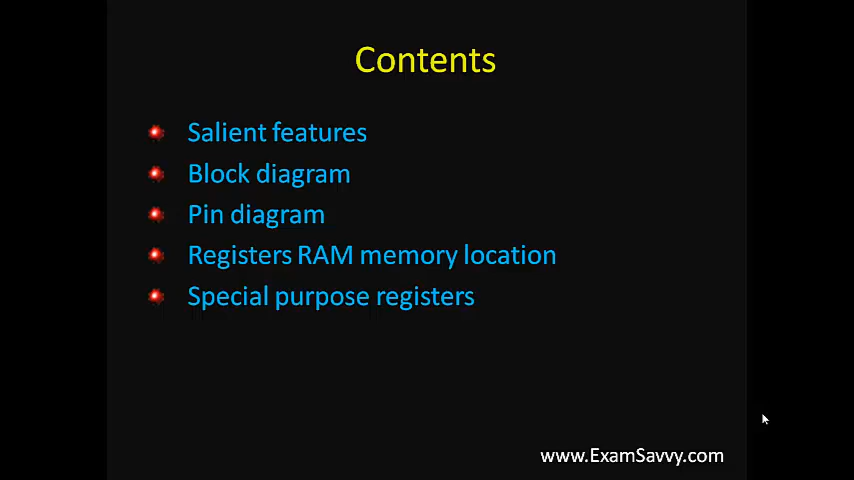 Contents
Salient features
Block diagram
Pin diagram
Registers RAM memory location
Special purpose registers
www.ExamSavvy.com